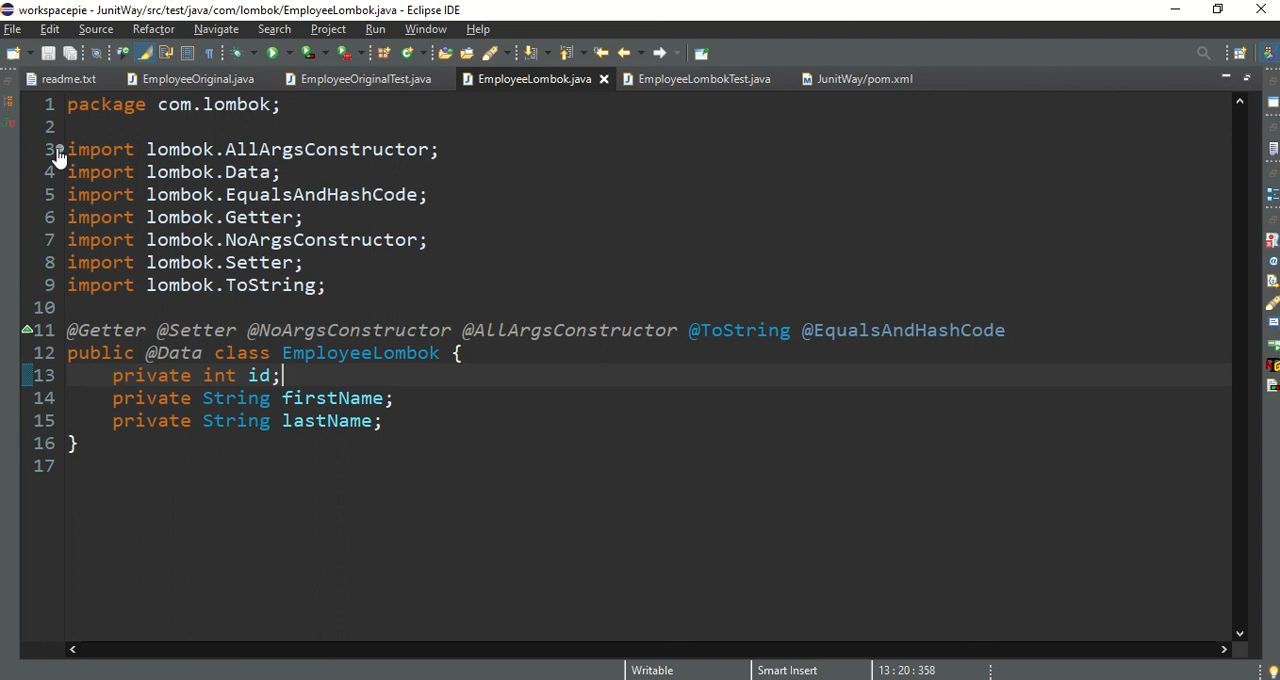 workspacepie - JunitWay/src/test/java/com/lombok/EmployeeLombok.java - Eclipse IDE
File Edit Source Refactor Navigate Search Project Run Window Help
readme.txt EmployeeOriginal.java EmployeeOriginalTest.java EmployeeLombok.java EmployeeLombokTest.java JunitWay/pom.xml
1 package com.lombok;
2
3 import lombok.AllArgsConstructor;
4 import lombok.Data;
5 import lombok.EqualsAndHashCode;
6 import lombok.Getter;
7 import lombok.NoArgsConstructor;
8 import lombok.Setter;
9 import lombok.ToString;
10
11 @Getter @Setter @NoArgsConstructor @AllArgsConstructor @ToString @EqualsAndHashCode
12 public @Data class EmployeeLombok {
13 private int id;
14 private String firstName;
15 private String lastName;
16 }
17
Writable Smart Insert 13 : 20 : 358